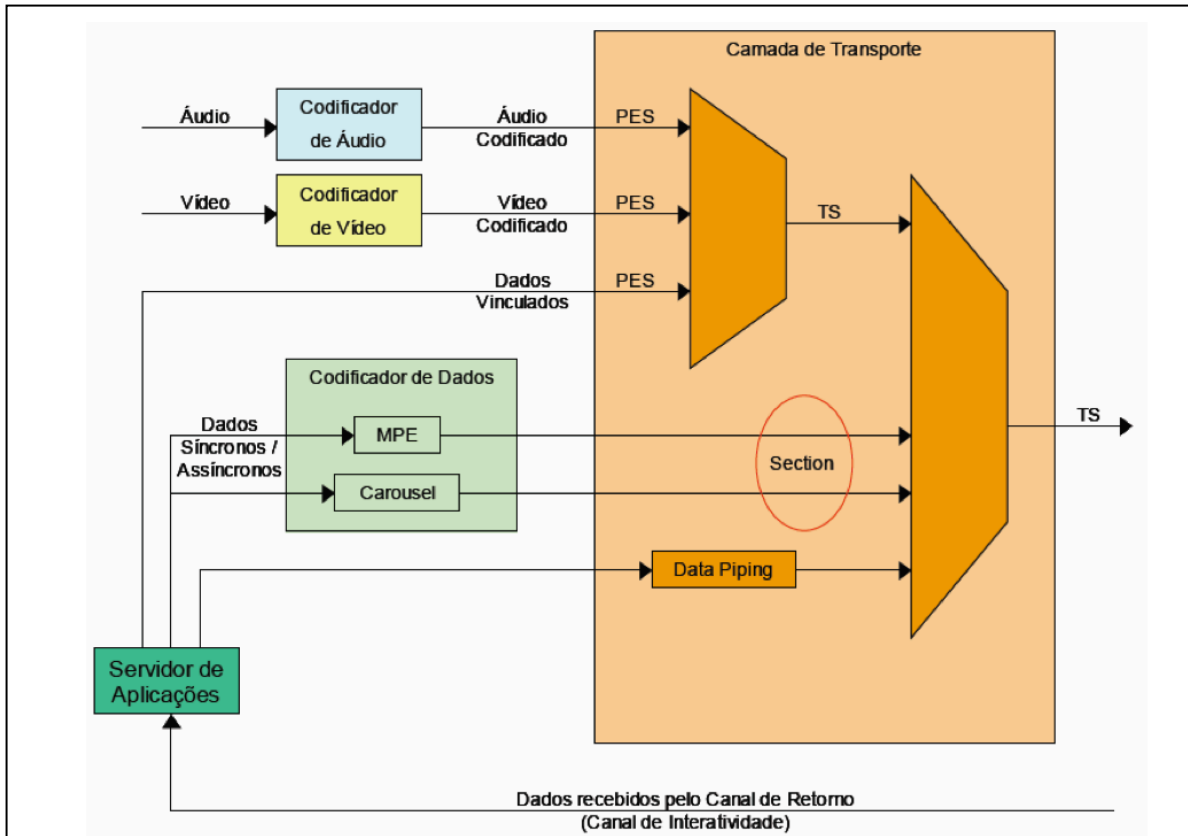 Camada de Transporte
Áudio
Codificador
de Áudio
Áudio
Codificado
PES
Vídeo
Codificador
de Vídeo
Vídeo
Codificado
PES
TS
Dados
Vinculados
PES
Codificador de Dados
Dados
Síncronos /
Assíncronos
MPE
Carousel
Section
TS
Data Piping
Servidor de
Aplicações
Dados recebidos pelo Canal de Retorno
(Canal de Interatividade)